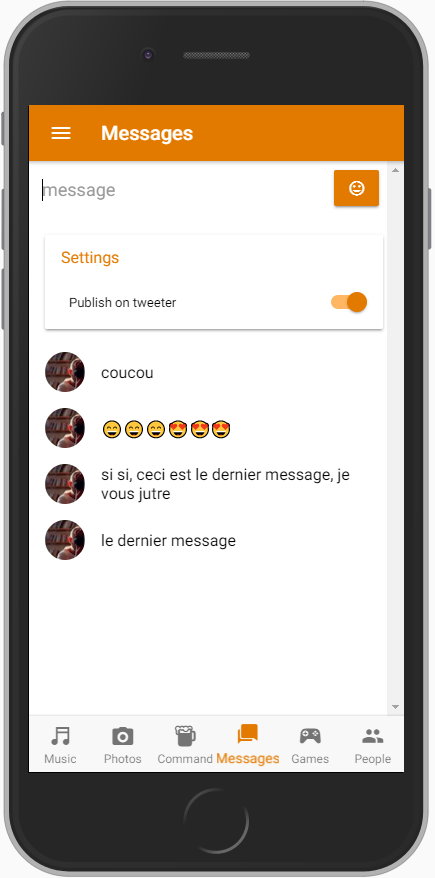 Messages
message
Settings
Publish on tweeter
coucou
😄😄😄😍😍😍
si si, ceci est le dernier message, je
vous jutre
le dernier message
Music Photos Command Messages Games People